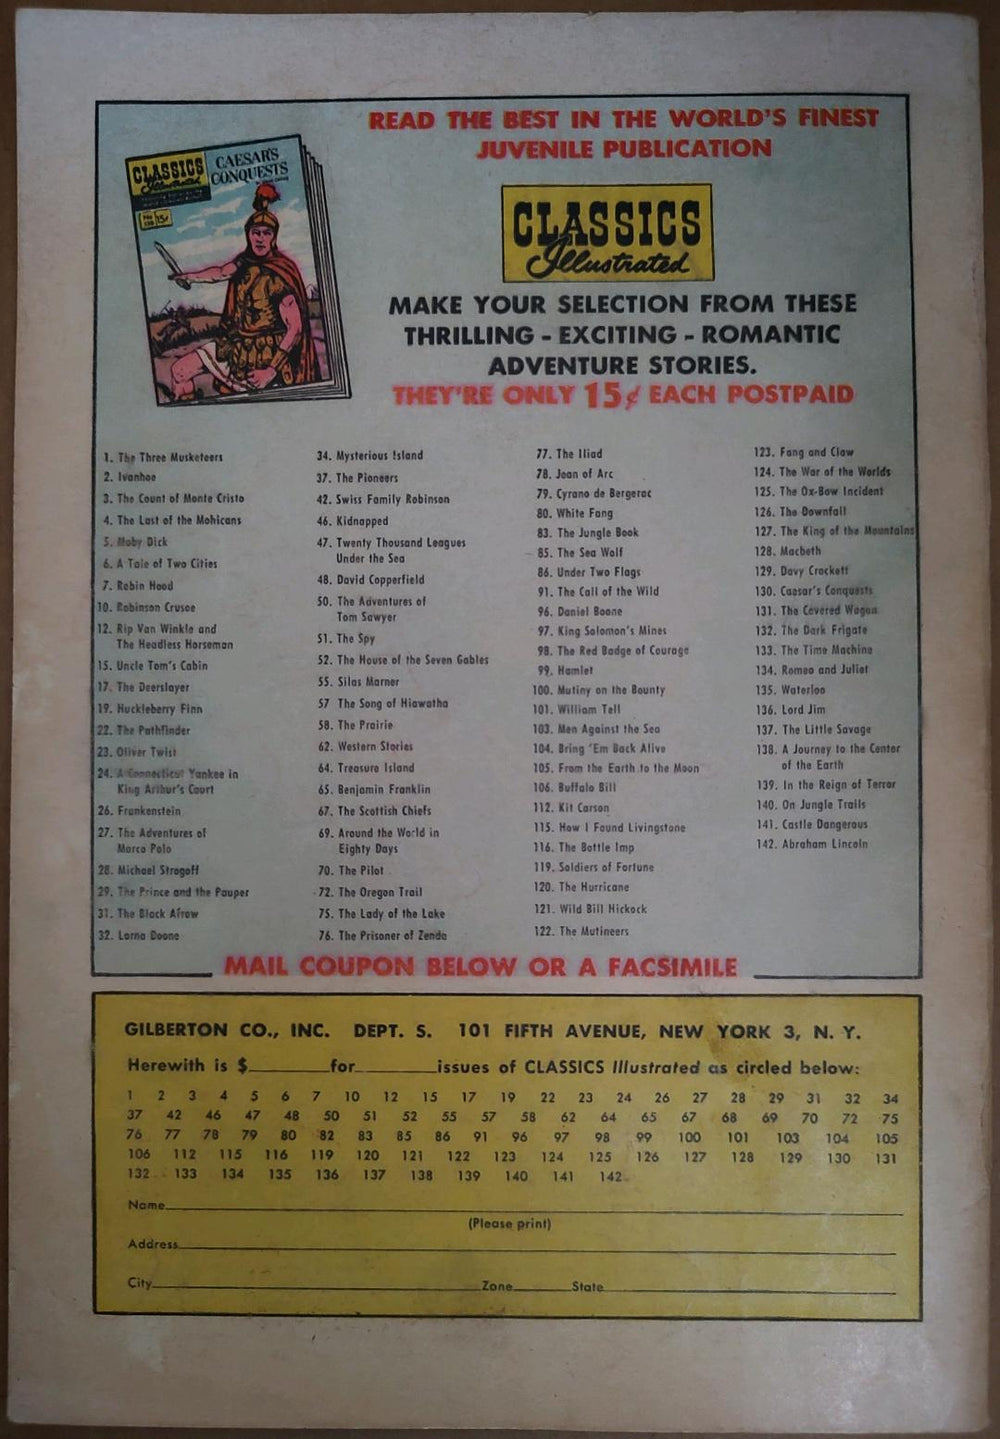 READ THE BEST IN THE WORLD'S FINEST
JUVENILE PUBLICATION
CLASSICS
Illustrated
CAESAR'S
CONQUESTS
15¢
CLASSICS
Illustrated
MAKE YOUR SELECTION FROM THESE
THRILLING - EXCITING - ROMANTIC
ADVENTURE STORIES.
THEY'RE ONLY 15¢ EACH POSTPAID
1. The Three Musketeers
2. Ivanhoe
3. The Count of Monte Cristo
4. The Last of the Mohicans
5. Moby Dick
6. A Tale of Two Cities
7. Robin Hood
10. Robinson Crusoe
12. Rip Van Winkle and
The Headless Horseman
15. Uncle Tom's Cabin
17. The Deerslayer
19. Huckleberry Finn
22. The Pathfinder
23. Oliver Twist
24. A Connecticut Yankee in
King Arthur's Court
26. Frankenstein
27. The Adventures of
Marco Polo
28. Michael Strogoff
29. The Prince and the Pauper
31. The Black Arrow
32. Lorna Doone
34. Mysterious Island
37. The Pioneers
42. Swiss Family Robinson
46. Kidnapped
47. Twenty Thousand Leagues
Under the Sea
48. David Copperfield
50. The Adventures of
Tom Sawyer
51. The Spy
52. The House of the Seven Gables
55. Silas Marner
57 The Song of Hiawatha
58. The Prairie
62. Western Stories
64. Treasure Island
65. Benjamin Franklin
67. The Scottish Chiefs
69. Around the World in
Eighty Days
70. The Pilot
72. The Oregon Trail
75. The Lady of the Lake
76. The Prisoner of Zenda
77. The Iliad
78. Joan of Arc
79. Cyrano de Bergerac
80. White Fang
83. The Jungle Book
85. The Sea Wolf
86. Under Two Flags
91. The Call of the Wild
96. Daniel Boone
97. King Solomon's Mines
98. The Red Badge of Courage
99. Hamlet
100. Mutiny on the Bounty
101. William Tell
103. Men Against the Sea
104. Bring 'Em Back Alive
105. From the Earth to the Moon
106. Buffalo Bill
112. Kit Carson
115. How I Found Livingstone
116. The Bottle Imp
119. Soldiers of Fortune
120. The Hurricane
121. Wild Bill Hickock
122. The Mutineers
123. Fang and Claw
124. The War of the Worlds
125. The Ox-Bow Incident
126. The Downfall
127. The King of the Mountains
128. Macbeth
129. Davy Crockett
130. Caesar's Conquests
131. The Covered Wagon
132. The Dark Frigate
133. The Time Machine
134. Romeo and Juliet
135. Waterloo
136. Lord Jim
137. The Little Savage
138. A Journey to the Center
of the Earth
139. In the Reign of Terror
140. On Jungle Trails
141. Castle Dangerous
142. Abraham Lincoln
MAIL COUPON BELOW OR A FACSIMILE
GILBERTON CO., INC. DEPT. S. 101 FIFTH AVENUE, NEW YORK 3, N. Y.
Herewith is $ for issues of CLASSICS Illustrated as circled below:
1 2 3 4 5 6 7 10 12 15 17 19 22 23 24 26 27 28 29 31 32 34
37 42 46 47 48 50 51 52 55 57 58 62 64 65 67 68 69 70 72 75
76 77 78 79 80 82 83 85 86 91 96 97 98 99 100 101 103 104 105
106 112 115 116 119 120 121 122 123 124 125 126 127 128 129 130 131
132 133 134 135 136 137 138 139 140 141 142
Name
(Please print)
Address
City Zone State